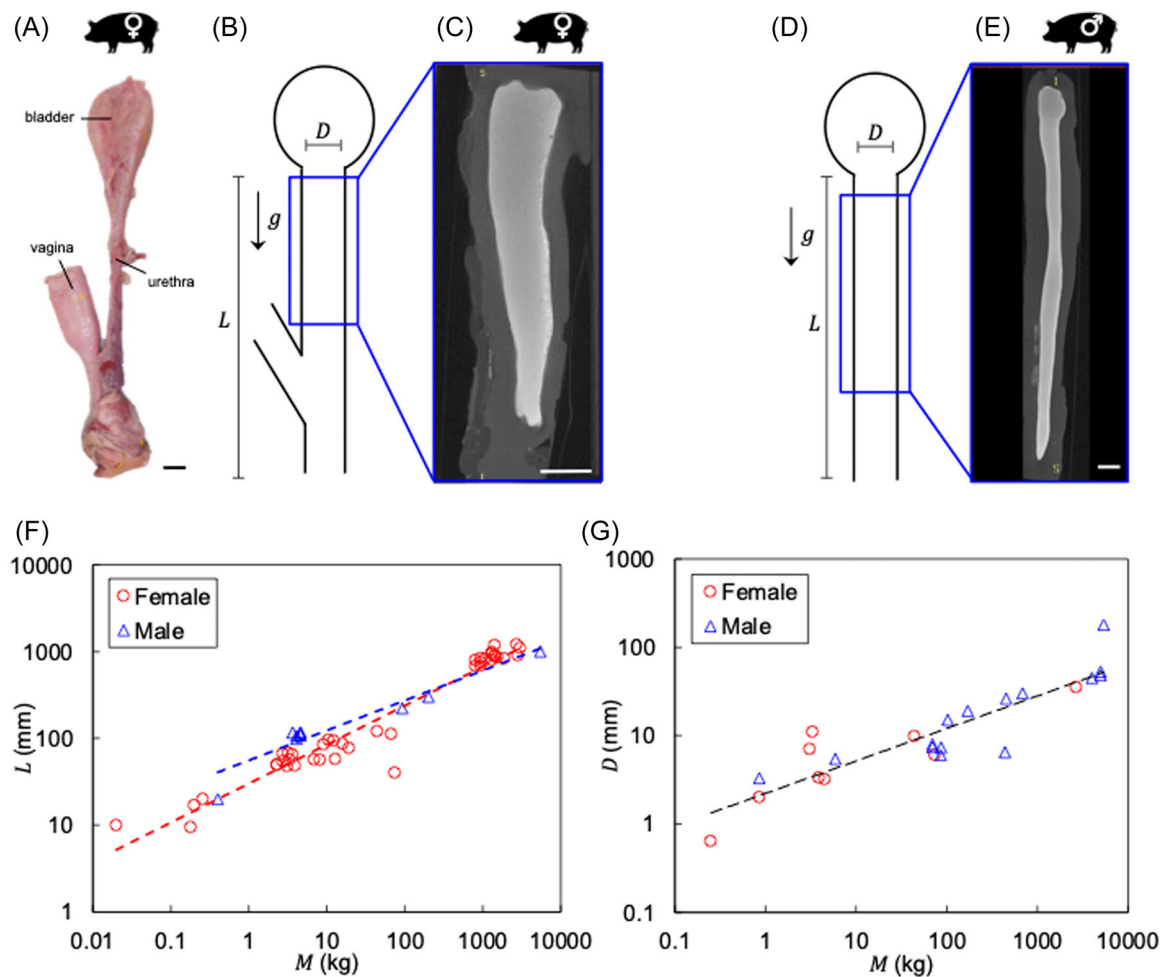 (A) ♀ (B) (C) ♀ (D) (E) ♂
bladder
vagina
urethra
D
g
L
s
D
g
L
I
S
(F) (G)
10000
1000
100
10
1
L (mm)
Female
Male
0.01 0.1 1 10 100 1000 10000
M (kg)
1000
100
10
1
0.1
D (mm)
Female
Male
0.1 1 10 100 1000 10000
M (kg)